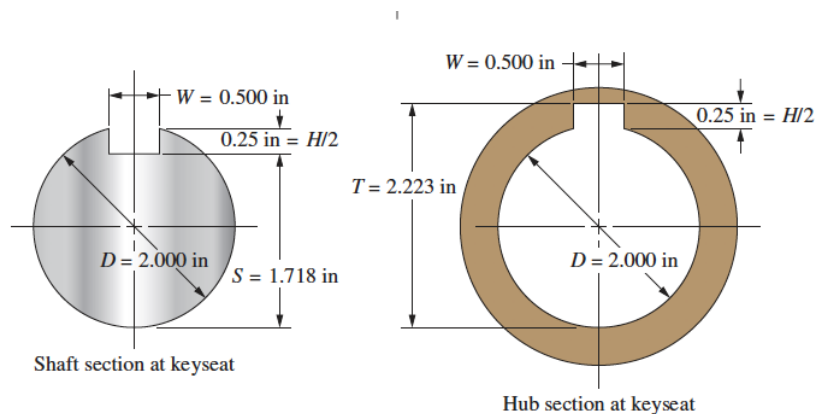 W = 0.500 in
0.25 in = H/2
D = 2.000 in
S = 1.718 in
Shaft section at keyseat
W = 0.500 in
0.25 in = H/2
T = 2.223 in
D = 2.000 in
Hub section at keyseat